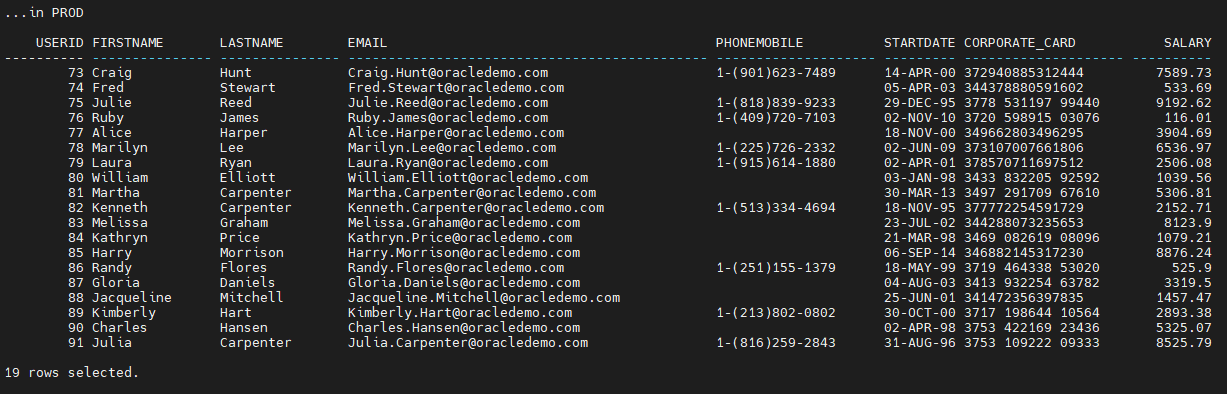 ...in PROD
USERID FIRSTNAME LASTNAME EMAIL PHONEMOBILE STARTDATE CORPORATE_CARD SALARY
---------- --------------- --------------- --------------------------------------------- -------------------- --------- -------------------- ----------
73 Craig Hunt Craig.Hunt@oracledemo.com 1-(901)623-7489 14-APR-00 372940885312444 7589.73
74 Fred Stewart Fred.Stewart@oracledemo.com 05-APR-03 344378880591602 533.69
75 Julie Reed Julie.Reed@oracledemo.com 1-(818)839-9233 29-DEC-95 3778 531197 99440 9192.62
76 Ruby James Ruby.James@oracledemo.com 1-(409)720-7103 02-NOV-10 3720 598915 03076 116.01
77 Alice Harper Alice.Harper@oracledemo.com 18-NOV-00 349662803496295 3904.69
78 Marilyn Lee Marilyn.Lee@oracledemo.com 1-(225)726-2332 02-JUN-09 373107007661806 6536.97
79 Laura Ryan Laura.Ryan@oracledemo.com 1-(915)614-1880 02-APR-01 378570711697512 2506.08
80 William Elliott William.Elliott@oracledemo.com 03-JAN-98 3433 832205 92592 1039.56
81 Martha Carpenter Martha.Carpenter@oracledemo.com 30-MAR-13 3497 291709 67610 5306.81
82 Kenneth Carpenter Kenneth.Carpenter@oracledemo.com 1-(513)334-4694 18-NOV-95 377772254591729 2152.71
83 Melissa Graham Melissa.Graham@oracledemo.com 23-JUL-02 344288073235653 8123.9
84 Kathryn Price Kathryn.Price@oracledemo.com 21-MAR-98 3469 082619 08096 1079.21
85 Harry Morrison Harry.Morrison@oracledemo.com 06-SEP-14 346882145317230 8876.24
86 Randy Flores Randy.Flores@oracledemo.com 1-(251)155-1379 18-MAY-99 3719 464338 53020 525.9
87 Gloria Daniels Gloria.Daniels@oracledemo.com 04-AUG-03 3413 932254 63782 3319.5
88 Jacqueline Mitchell Jacqueline.Mitchell@oracledemo.com 25-JUN-01 341472356397835 1457.47
89 Kimberly Hart Kimberly.Hart@oracledemo.com 1-(213)802-0802 30-OCT-00 3717 198644 10564 2893.38
90 Charles Hansen Charles.Hansen@oracledemo.com 02-APR-98 3753 422169 23436 5325.07
91 Julia Carpenter Julia.Carpenter@oracledemo.com 1-(816)259-2843 31-AUG-96 3753 109222 09333 8525.79
19 rows selected.